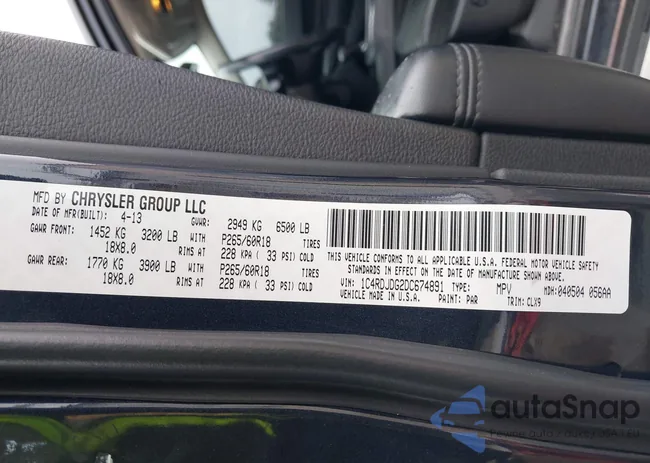 MFD BY CHRYSLER GROUP LLC
DATE OF MFR(BUILT): 4-13 GVWR: 2949 KG 6500 LB
GAWR FRONT: 1452 KG 3200 LB WITH P265/60R18 TIRES
18X8.0 RIMS AT 228 KPA ( 33 PSI) COLD
GAWR REAR: 1770 KG 3900 LB WITH P265/60R18 TIRES
18X8.0 RIMS AT 228 KPA ( 33 PSI) COLD
THIS VEHICLE CONFORMS TO ALL APPLICABLE U.S.A. FEDERAL MOTOR VEHICLE SAFETY
STANDARDS IN EFFECT ON THE DATE OF MANUFACTURE SHOWN ABOVE.
VIN: 1C4RDJDG2DC674891 TYPE: MPV MDH:040504 056AA
VEHICLE MADE IN U.S.A. PAINT: PAR TRIM: CLX9
autaSnap